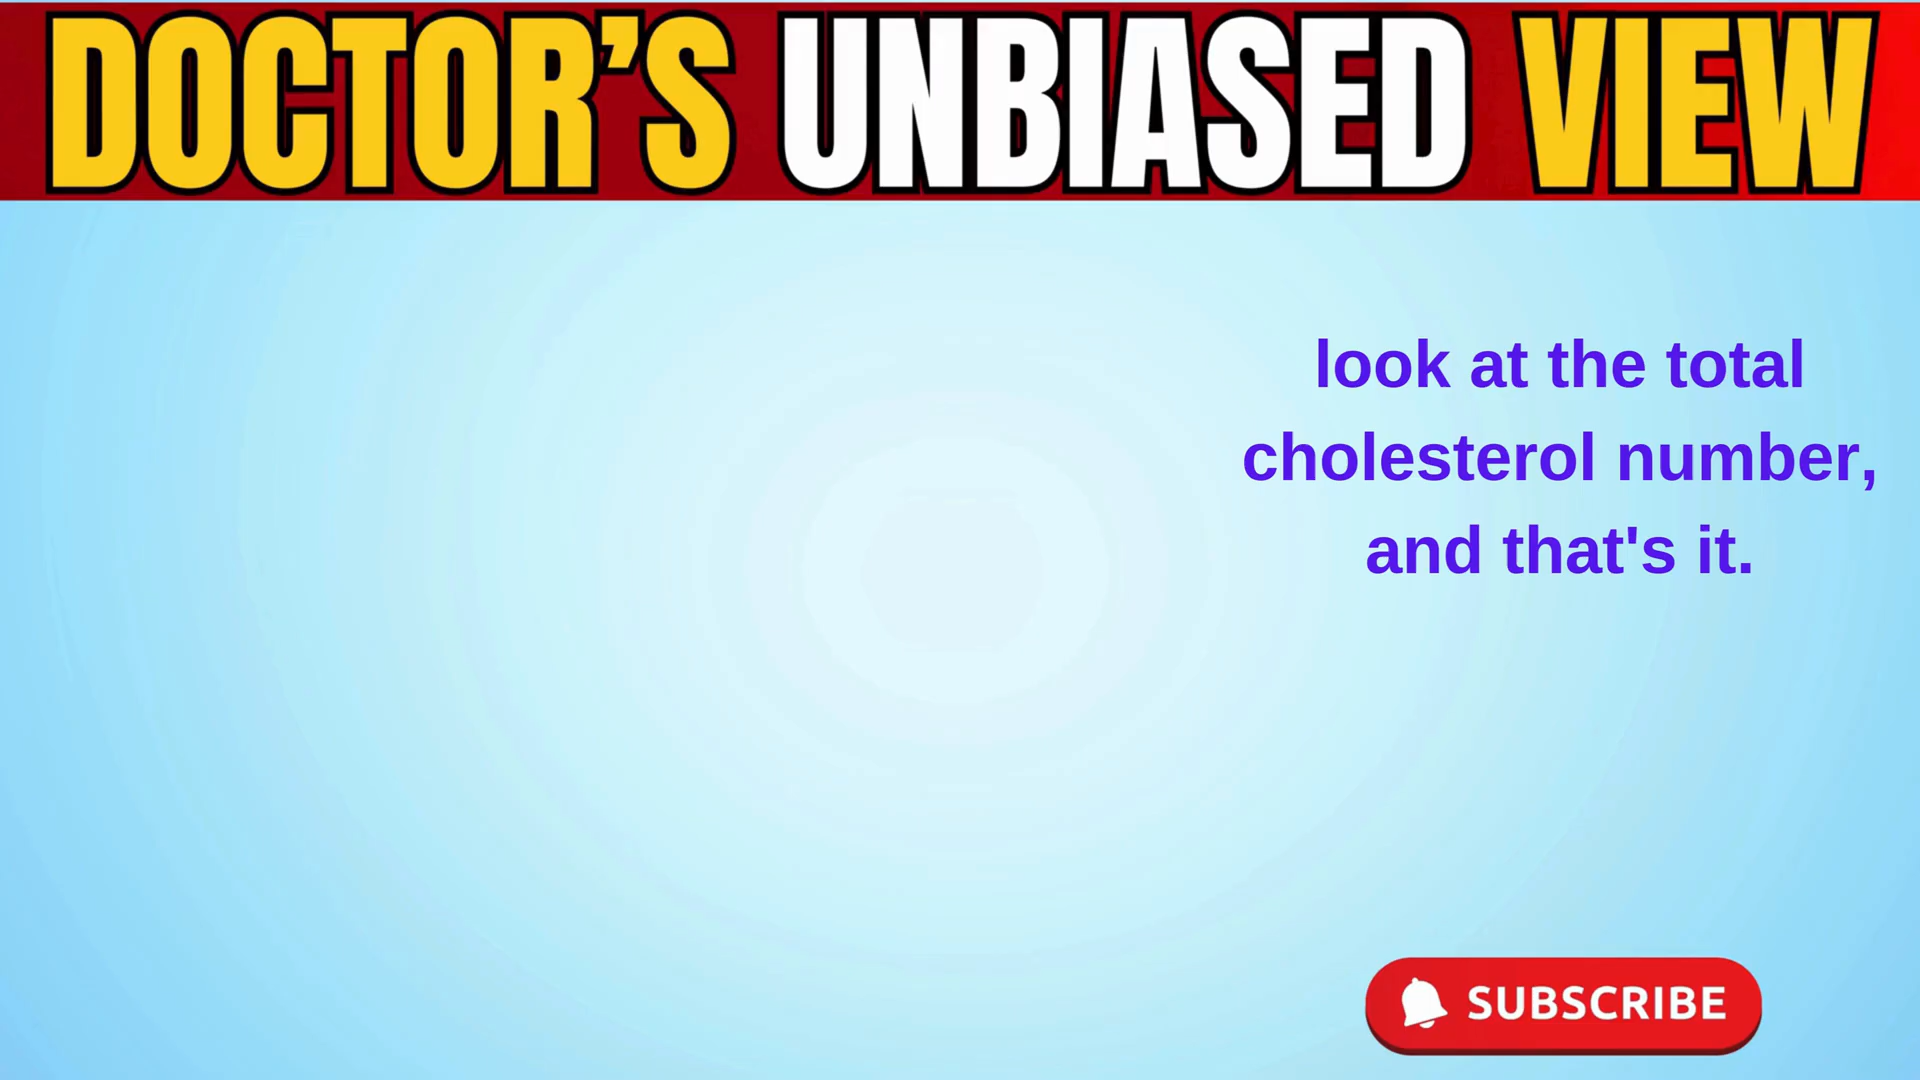 DOCTOR’S UNBIASED VIEW
look at the total
cholesterol number,
and that's it.
SUBSCRIBE